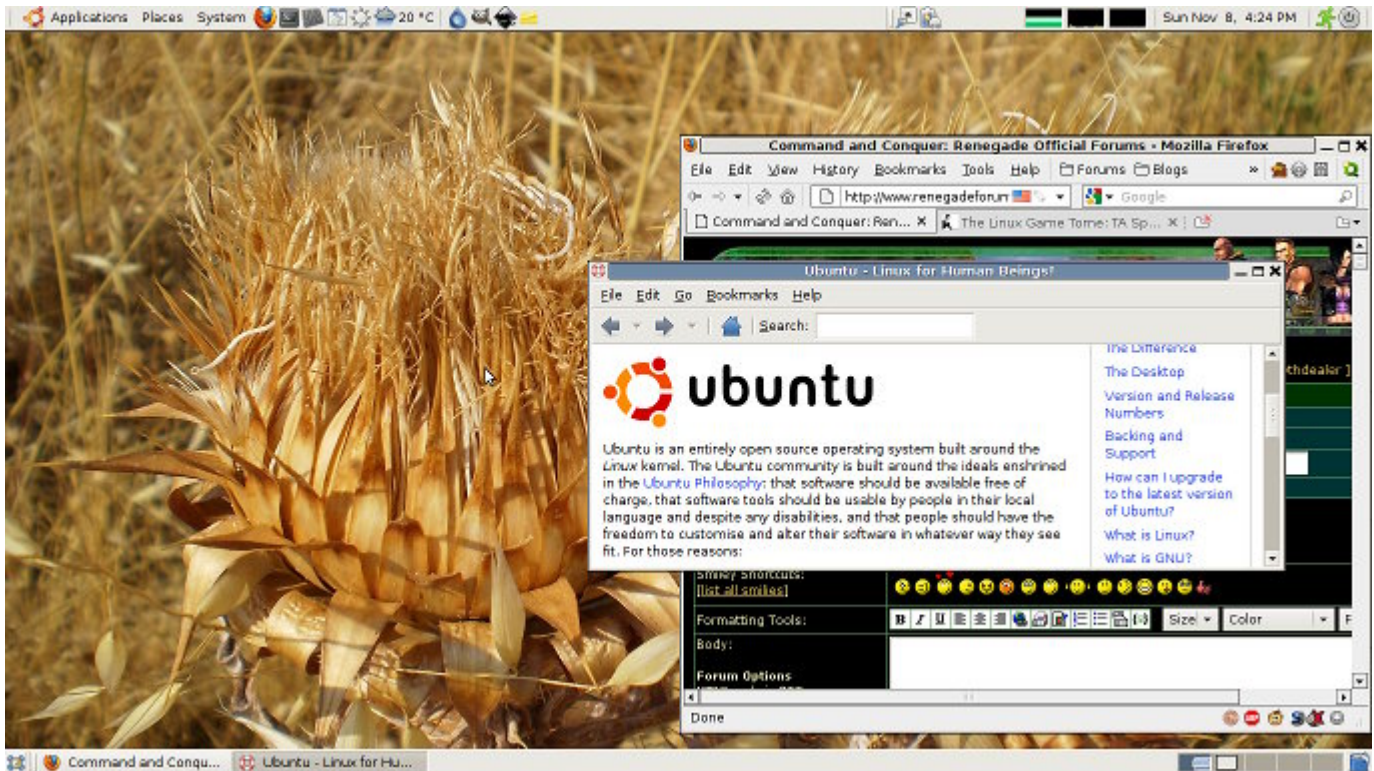 Applications Places System 20 °C Sun Nov 8, 4:24 PM
Command and Conquer: Renegade Official Forums - Mozilla Firefox
File Edit View History Bookmarks Tools Help Forums Blogs »
http://www.renegadeforum Google
Command and Conquer: Ren... The Linux Game Tome: TA Sp...
Ubuntu - Linux for Human Beings!
File Edit Go Bookmarks Help
Search:
ubuntu
Ubuntu is an entirely open source operating system built around the
Linux kernel. The Ubuntu community is built around the ideals enshrined
in the Ubuntu Philosophy: that software should be available free of
charge, that software tools should be usable by people in their local
language and despite any disabilities, and that people should have the
freedom to customise and alter their software in whatever way they see
fit. For those reasons:
The Difference
The Desktop
Version and Release
Numbers
Backing and
Support
How can I upgrade
to the latest version
of Ubuntu?
What is Linux?
What is GNU?
thdealer ]
Smiley Shortcuts:
[list all smilies]
Formatting Tools: B I U Size Color F
Body:
Forum Options
Done
Command and Conqu... Ubuntu - Linux for Hu...